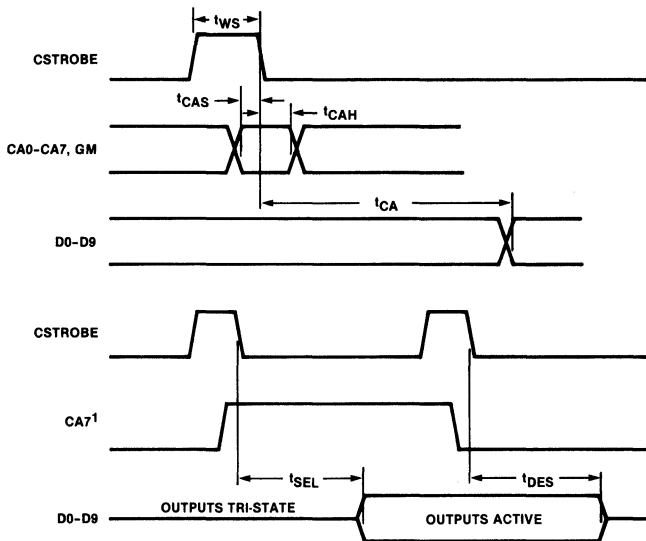 tWS
CSTROBE
tCAS
tCAH
CA0-CA7, GM
tCA
D0-D9
CSTROBE
CA7¹
tSEL
tDES
OUTPUTS TRI-STATE
OUTPUTS ACTIVE
D0-D9